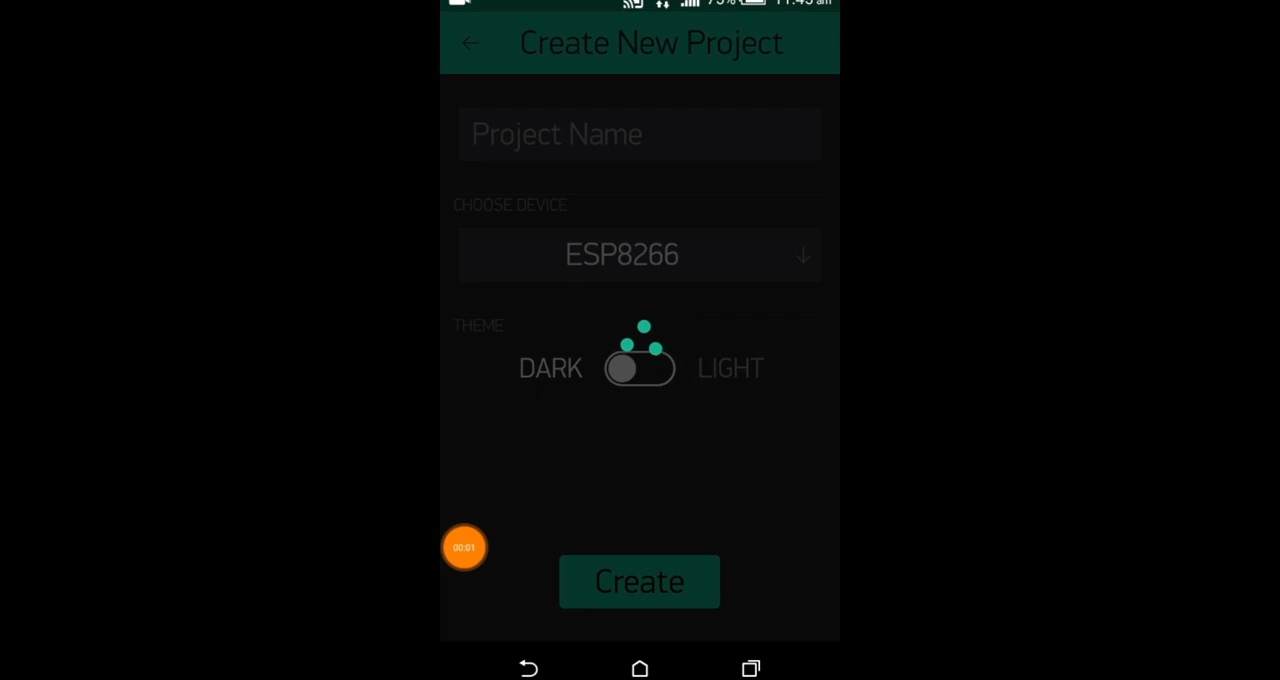 Create New Project
Project Name
CHOOSE DEVICE
ESP8266
THEME
DARK LIGHT
00:01
Create